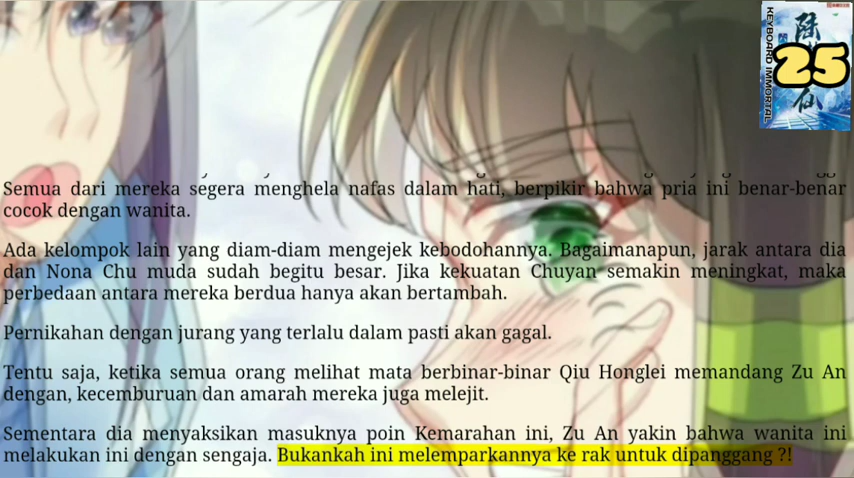 Semua dari mereka segera menghela nafas dalam hati, berpikir bahwa pria ini benar-benar
cocok dengan wanita.
Ada kelompok lain yang diam-diam mengejek kebodohannya. Bagaimanapun, jarak antara dia
dan Nona Chu muda sudah begitu besar. Jika kekuatan Chuyan semakin meningkat, maka
perbedaan antara mereka berdua hanya akan bertambah.
Pernikahan dengan jurang yang terlalu dalam pasti akan gagal.
Tentu saja, ketika semua orang melihat mata berbinar-binar Qiu Honglei memandang Zu An
dengan, kecemburuan dan amarah mereka juga melejit.
Sementara dia menyaksikan masuknya poin Kemarahan ini, Zu An yakin bahwa wanita ini
melakukan ini dengan sengaja. Bukankah ini melemparkannya ke rak untuk dipanggang ?!
KEYBOARD IMMORTAL
25
陆
仙